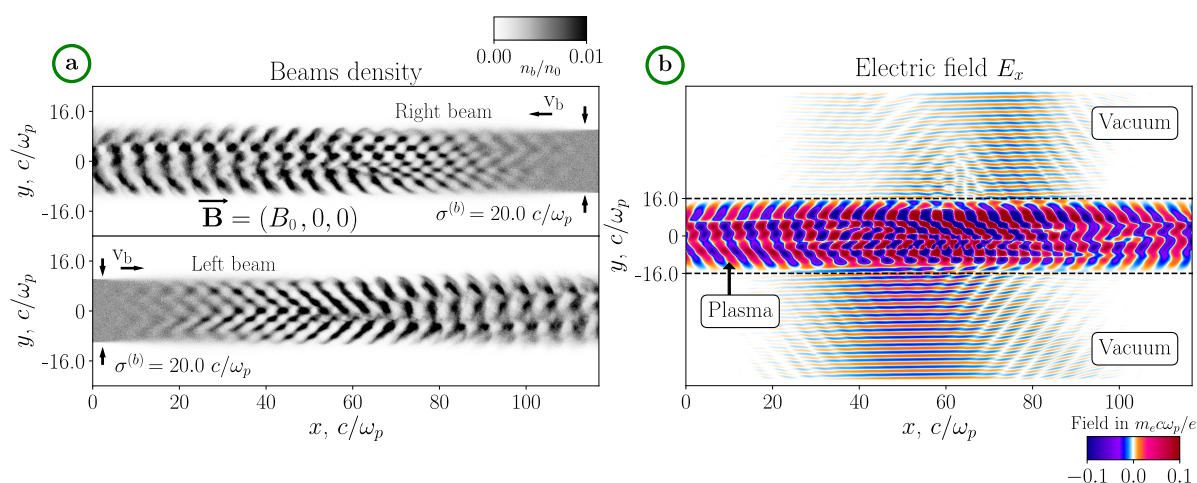 a
Beams density
0.00
0.01
n_b/n_0
16.0
0
-16.0
y, c/ω_p
Right beam
v_b
B = (B_0, 0, 0)
σ^(b) = 20.0 c/ω_p
16.0
0
-16.0
y, c/ω_p
v_b
Left beam
σ^(b) = 20.0 c/ω_p
0
20
40
60
80
100
x, c/ω_p
b
Electric field E_x
Vacuum
16.0
0
-16.0
y, c/ω_p
Plasma
Vacuum
0
20
40
60
80
100
x, c/ω_p
Field in m_e c ω_p/e
−0.1
0.0
0.1